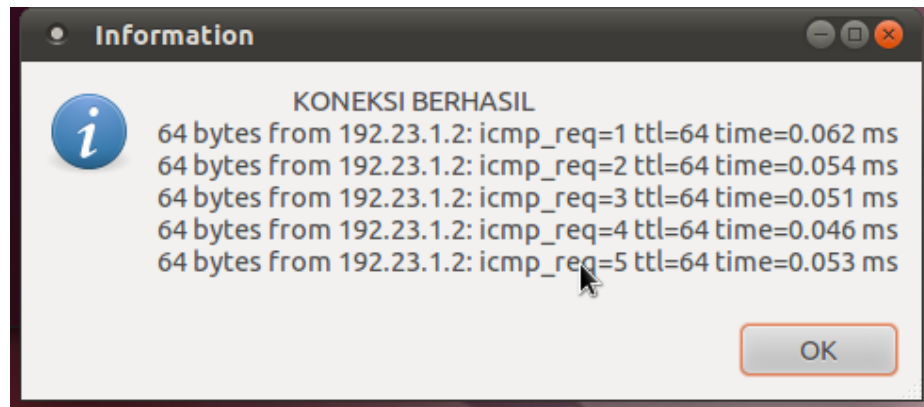 Information
KONEKSI BERHASIL
64 bytes from 192.23.1.2: icmp_req=1 ttl=64 time=0.062 ms
64 bytes from 192.23.1.2: icmp_req=2 ttl=64 time=0.054 ms
64 bytes from 192.23.1.2: icmp_req=3 ttl=64 time=0.051 ms
64 bytes from 192.23.1.2: icmp_req=4 ttl=64 time=0.046 ms
64 bytes from 192.23.1.2: icmp_req=5 ttl=64 time=0.053 ms
OK